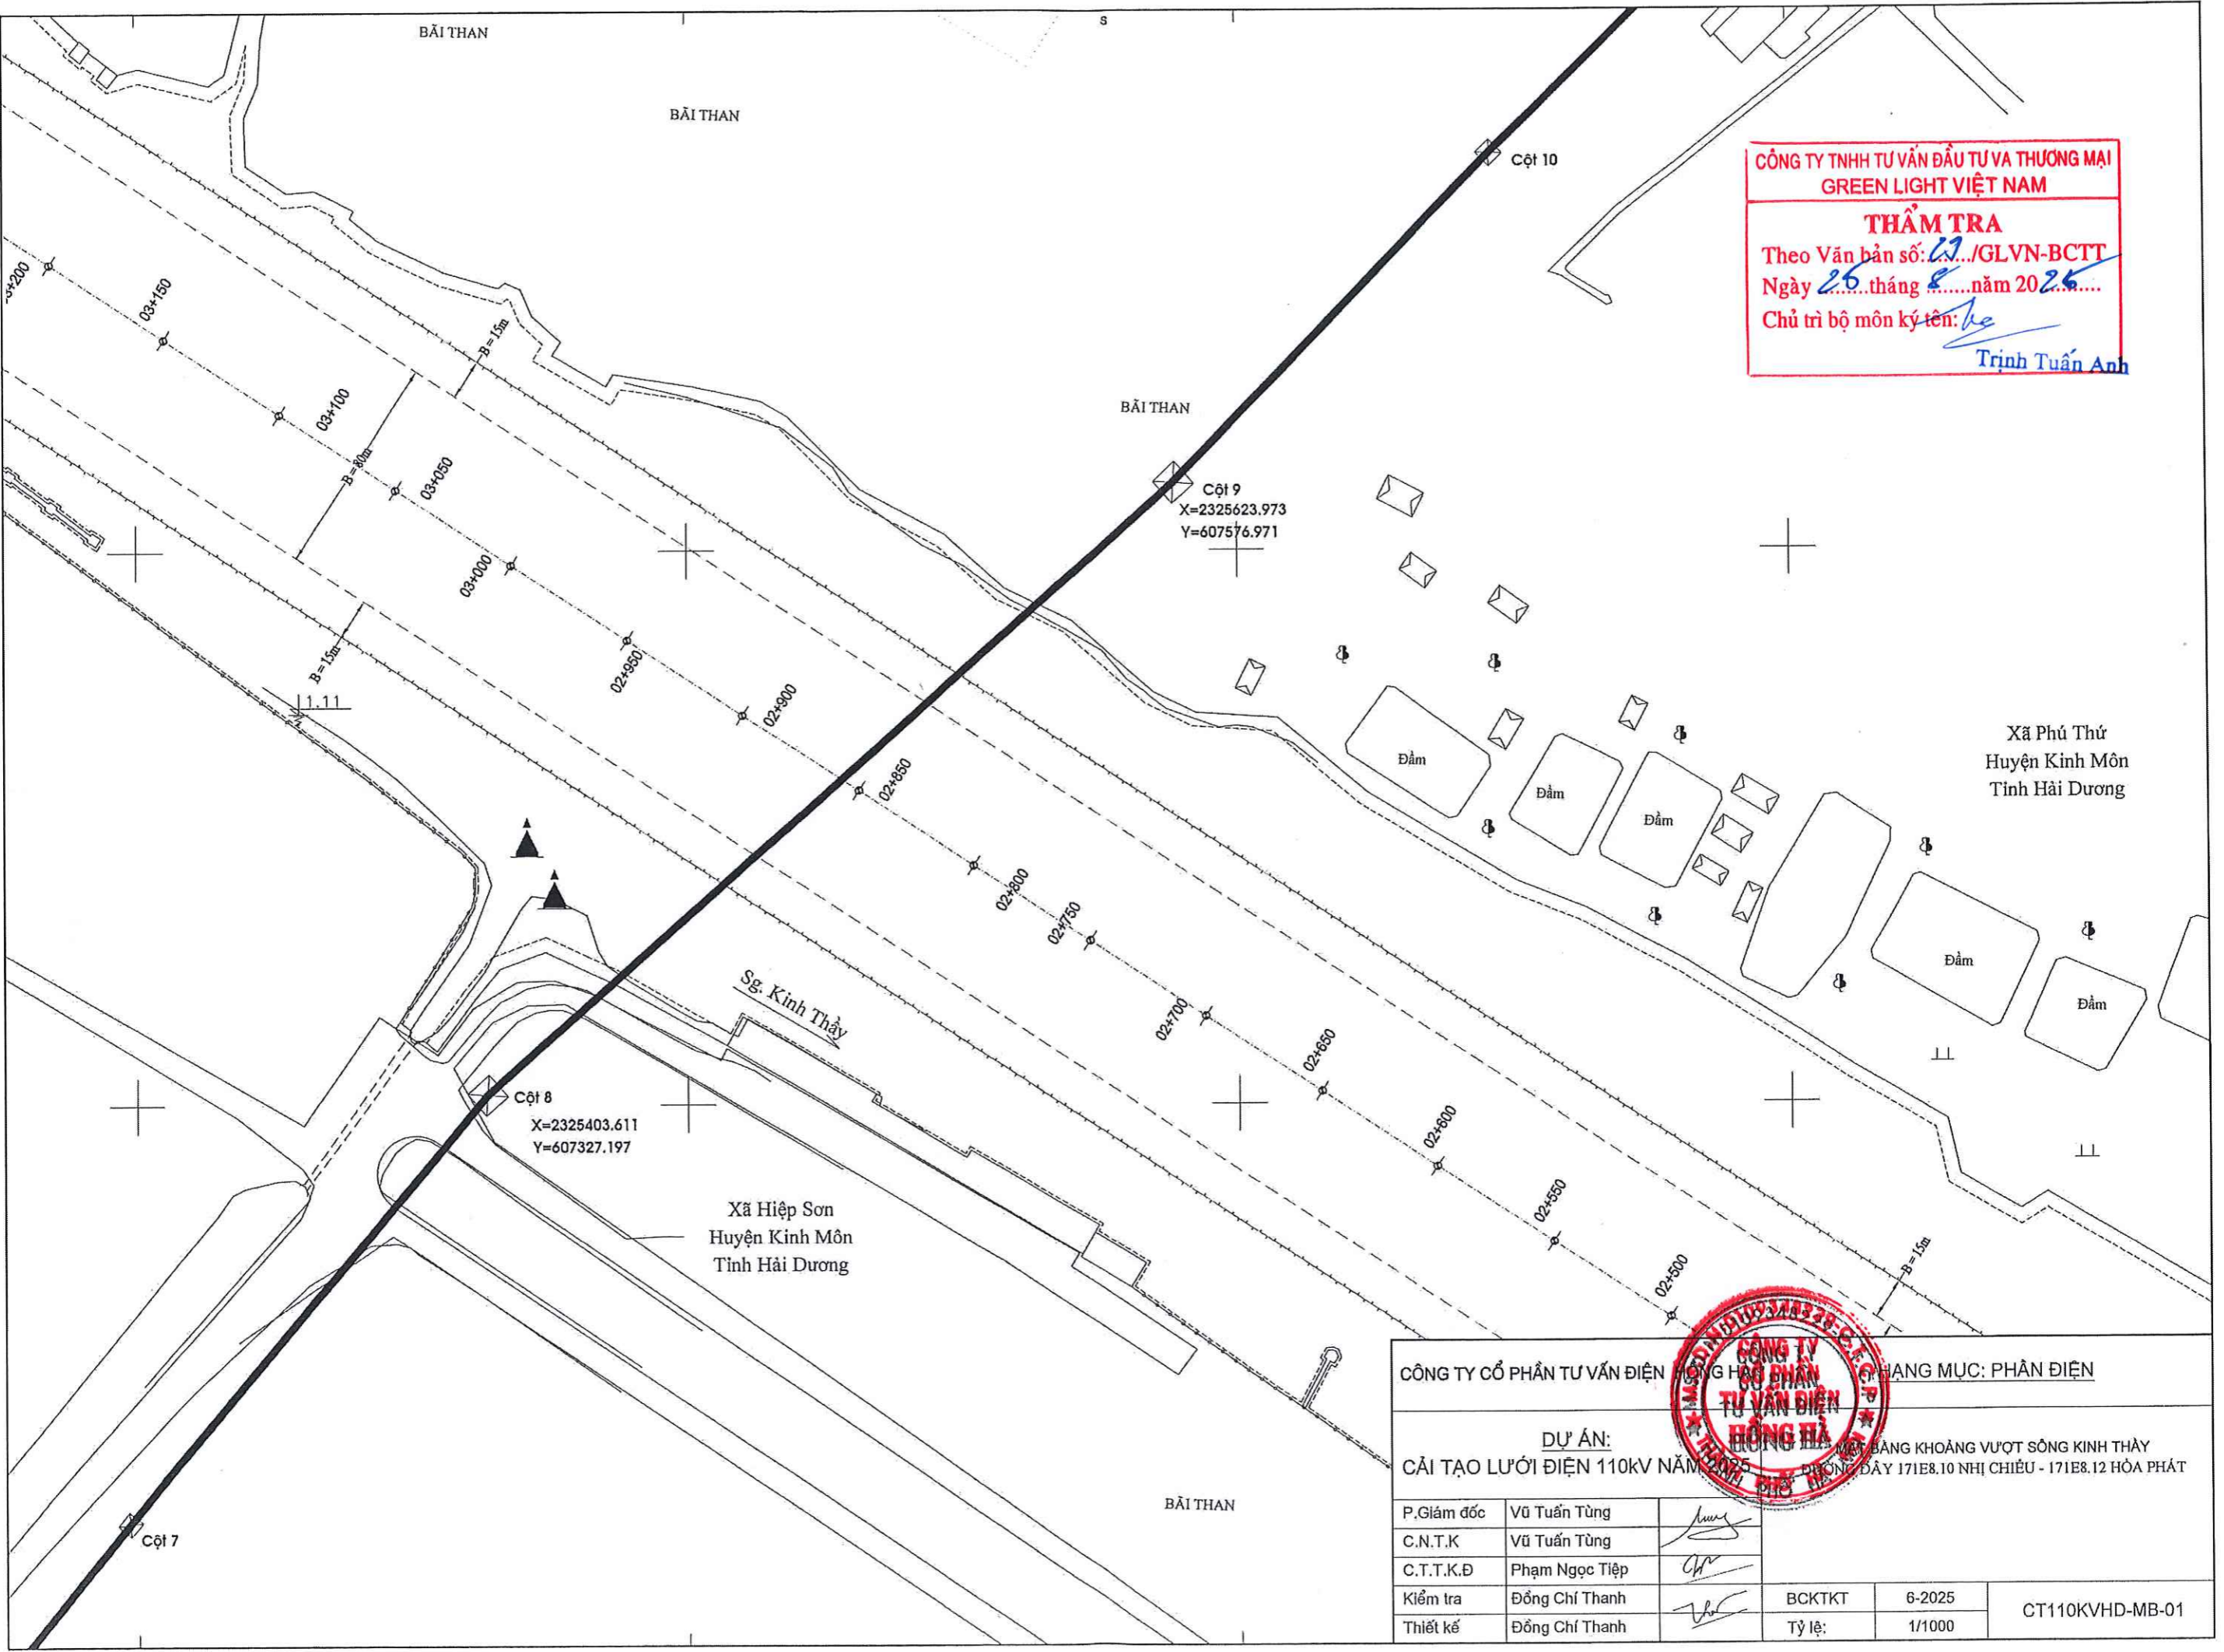 BÃI THAN
S
BÃI THAN
Cột 10
CÔNG TY TNHH TƯ VẤN ĐẦU TƯ VA THƯƠNG MẠI
GREEN LIGHT VIỆT NAM
THẨM TRA
Theo Văn bản số: /GLVN-BCTT
Ngày 26 tháng 8 năm 20
Chủ trì bộ môn ký tên:
Trịnh Tuấn Anh
3+200
03+150
B=15m
03+100
BÃI THAN
B=80m
03+050
Cột 9
X=2325623.973
Y=607576.971
03+000
B=15m
02+950
1.11
02+900
Xã Phú Thứ
Huyện Kinh Môn
Tỉnh Hải Dương
Đầm
Đầm
Đầm
02+850
02+800
02+750
Đầm
Đầm
Sg. Kinh Thầy
02+700
02+650
Cột 8
X=2325403.611
Y=607327.197
02+600
02+550
Xã Hiệp Sơn
Huyện Kinh Môn
Tỉnh Hải Dương
02+500
B=15m
CÔNG TY CỔ PHẦN TƯ VẤN ĐIỆN HỒNG HÀ
HẠNG MỤC: PHẦN ĐIỆN
CÔNG TY
CỔ PHẦN
TƯ VẤN ĐIỆN
HỒNG HÀ
DỰ ÁN:
CẢI TẠO LƯỚI ĐIỆN 110kV NĂM 2025
MẶT BẰNG KHOẢNG VƯỢT SÔNG KINH THẦY
ĐƯỜNG DÂY 171E8.10 NHỊ CHIỂU - 171E8.12 HÒA PHÁT
BÃI THAN
Cột 7
P.Giám đốc Vũ Tuấn Tùng
C.N.T.K Vũ Tuấn Tùng
C.T.T.K.Đ Phạm Ngọc Tiệp
Kiểm tra Đồng Chí Thanh BCKTKT 6-2025
CT110KVHD-MB-01
Thiết kế Đồng Chí Thanh Tỷ lệ: 1/1000